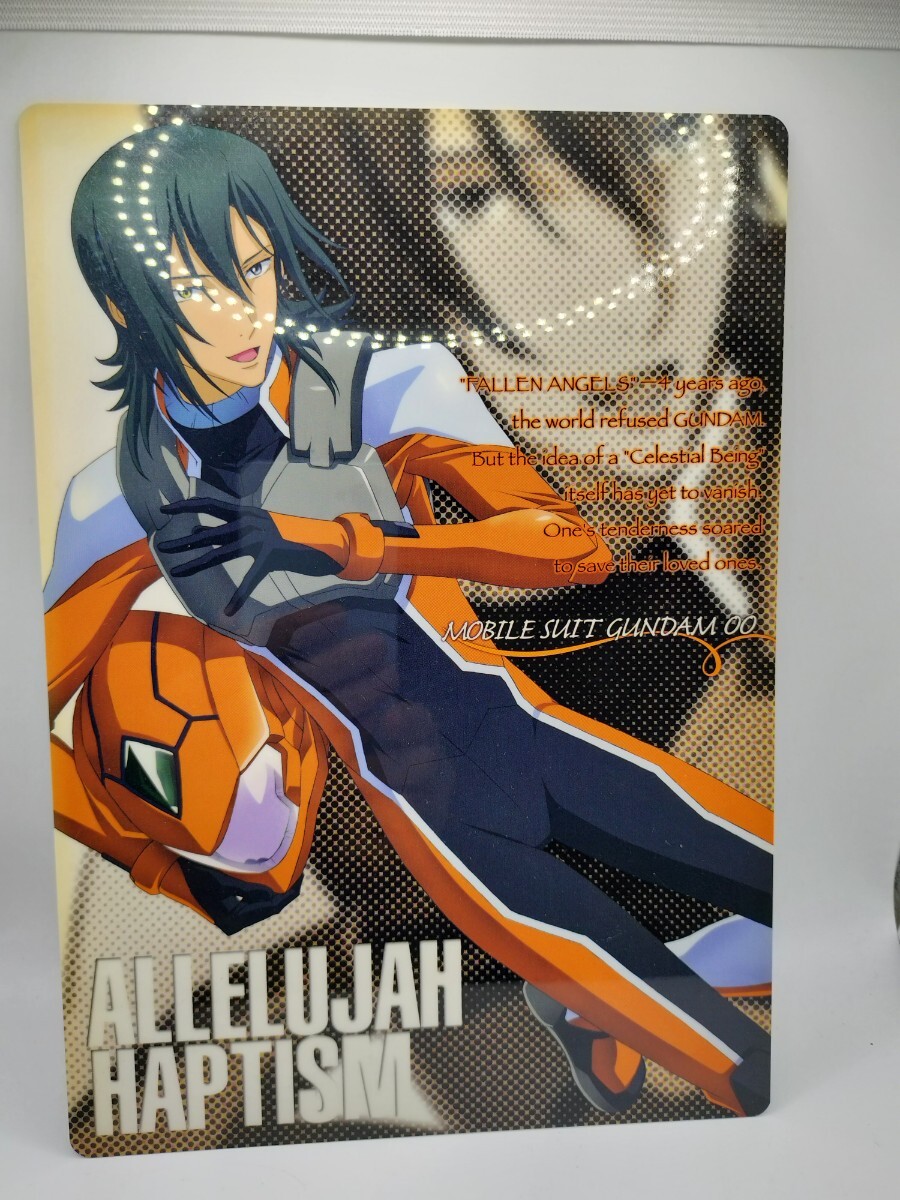 "FALLEN ANGELS"—4 years ago,
the world refused GUNDAM.
But the idea of a "Celestial Being"
itself has yet to vanish.
One's tenderness soared
to save their loved ones.
MOBILE SUIT GUNDAM 00
ALLELUJAH
HAPTISM